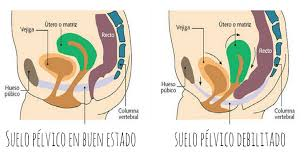 Útero o matriz
Vejiga
Recto
Hueso
púbico
Columna
vertebral
SUELO PÉLVICO EN BUEN ESTADO
Útero o matriz
Vejiga
Recto
Hueso
púbico
Columna
vertebral
SUELO PÉLVICO DEBILITADO